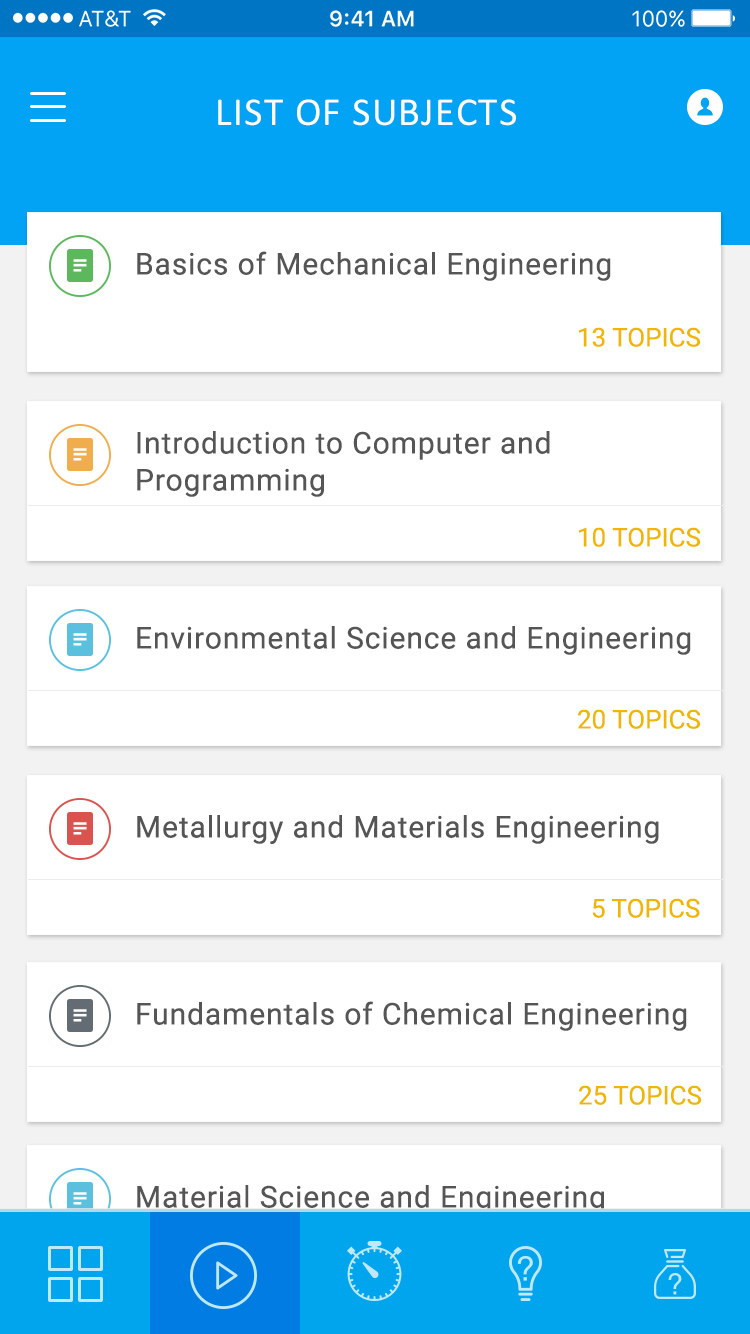 AT&T 9:41 AM 100%
LIST OF SUBJECTS
Basics of Mechanical Engineering
13 TOPICS
Introduction to Computer and
Programming
10 TOPICS
Environmental Science and Engineering
20 TOPICS
Metallurgy and Materials Engineering
5 TOPICS
Fundamentals of Chemical Engineering
25 TOPICS
Material Science and Engineering
?
?